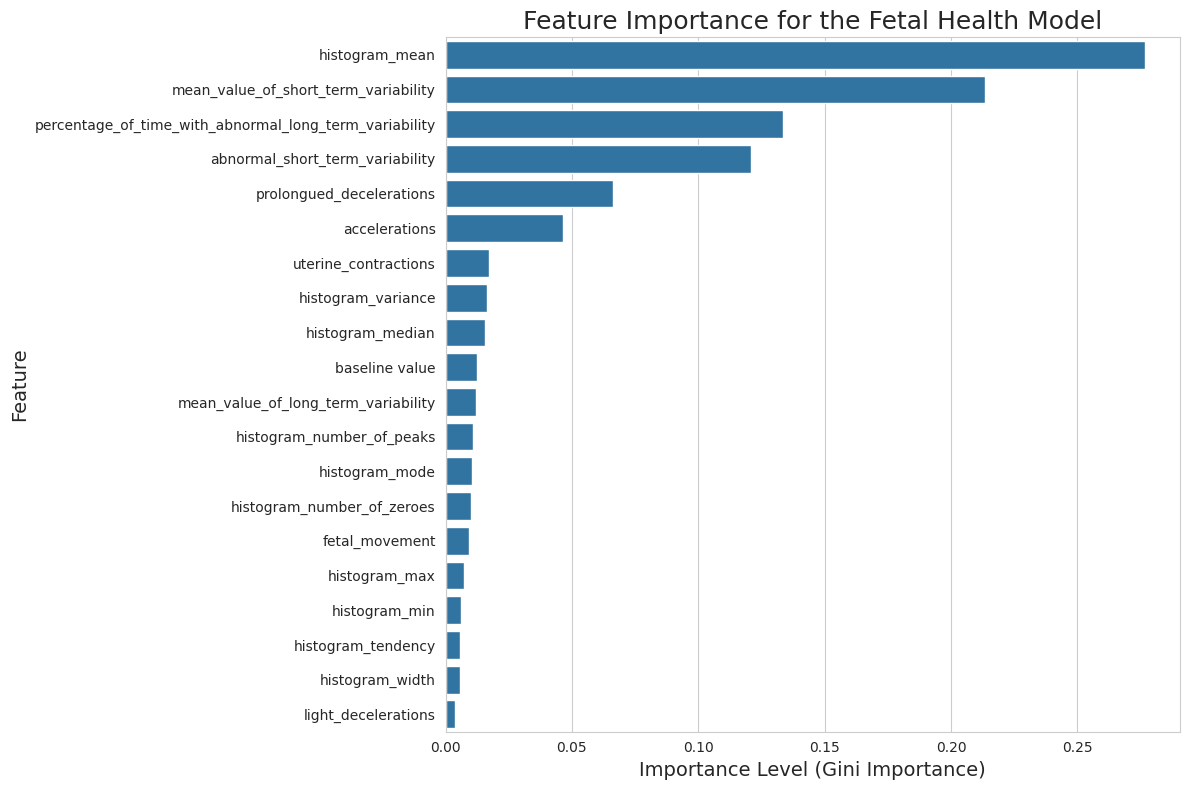 Feature Importance for the Fetal Health Model
histogram_mean
mean_value_of_short_term_variability
percentage_of_time_with_abnormal_long_term_variability
abnormal_short_term_variability
prolongued_decelerations
accelerations
uterine_contractions
histogram_variance
histogram_median
baseline value
mean_value_of_long_term_variability
histogram_number_of_peaks
histogram_mode
histogram_number_of_zeroes
fetal_movement
histogram_max
histogram_min
histogram_tendency
histogram_width
light_decelerations
Feature
0.00 0.05 0.10 0.15 0.20 0.25
Importance Level (Gini Importance)